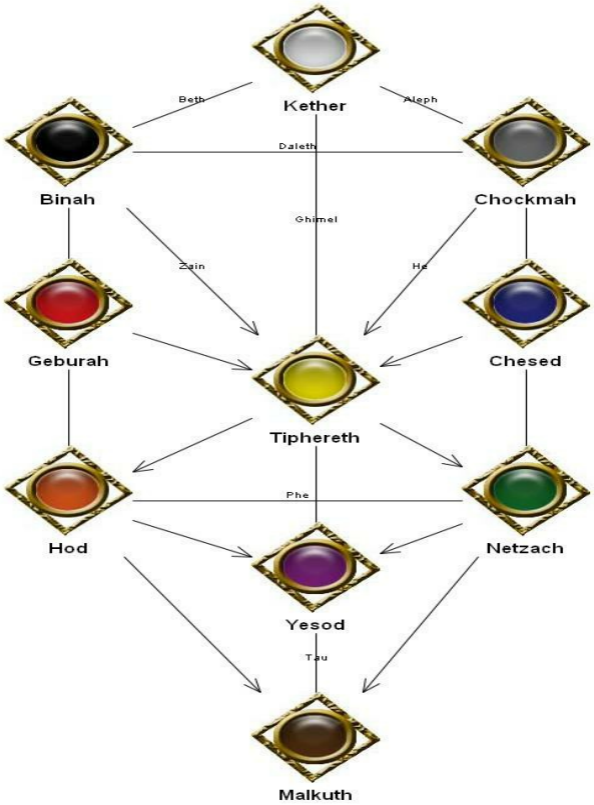 Kether
Beth
Aleph
Daleth
Binah
Chockmah
Ghimel
Zain
He
Geburah
Chesed
Tiphereth
Phe
Hod
Netzach
Yesod
Tau
Malkuth